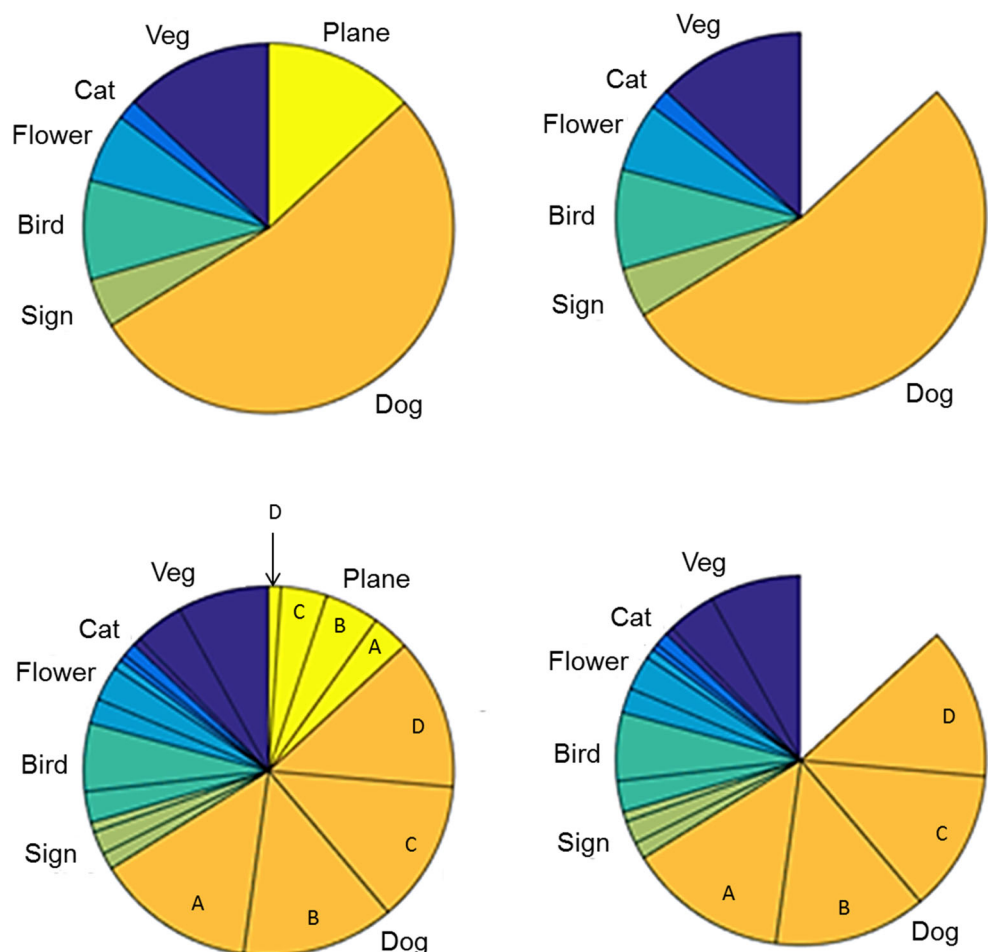 Veg
Plane
Cat
Flower
Bird
Sign
Dog
Veg
Cat
Flower
Bird
Sign
Dog
D
Veg
Plane
C
B
A
Cat
Flower
D
Bird
C
Sign
A
B
Dog
Veg
Cat
Flower
D
Bird
C
Sign
A
B
Dog